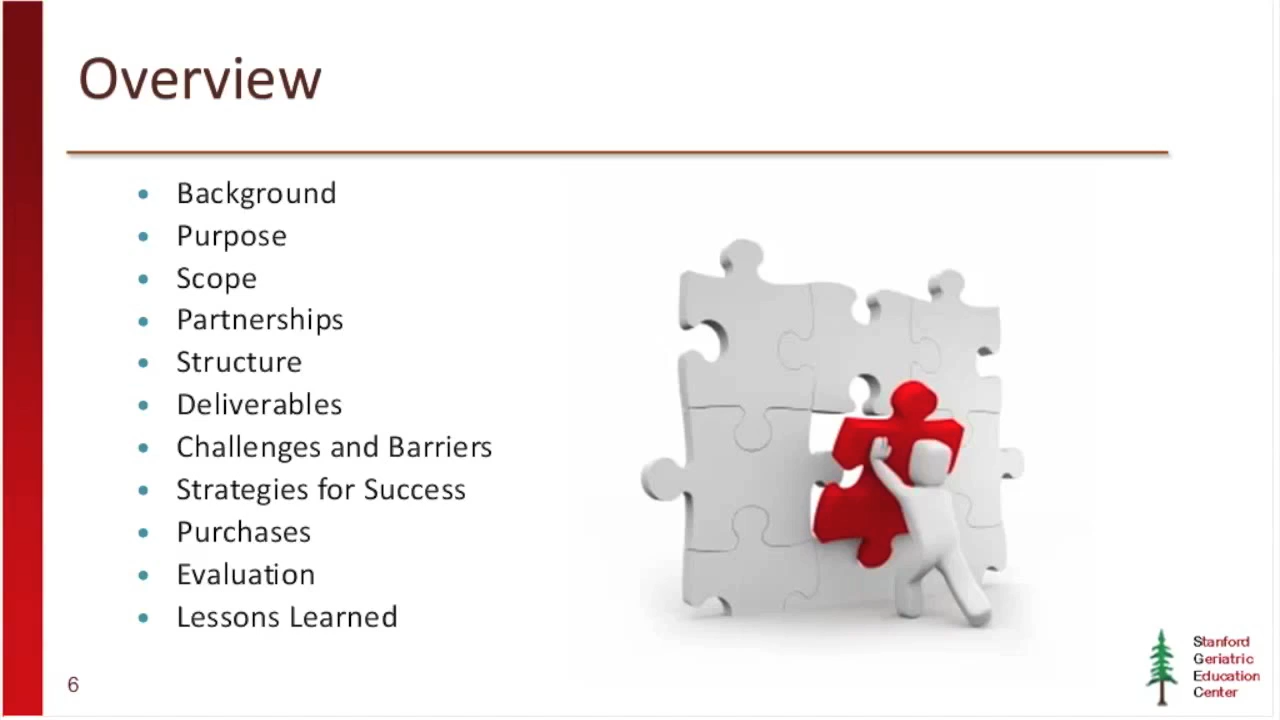 Overview
Background
Purpose
Scope
Partnerships
Structure
Deliverables
Challenges and Barriers
Strategies for Success
Purchases
Evaluation
Lessons Learned
6
Stanford
Geriatric
Education
Center